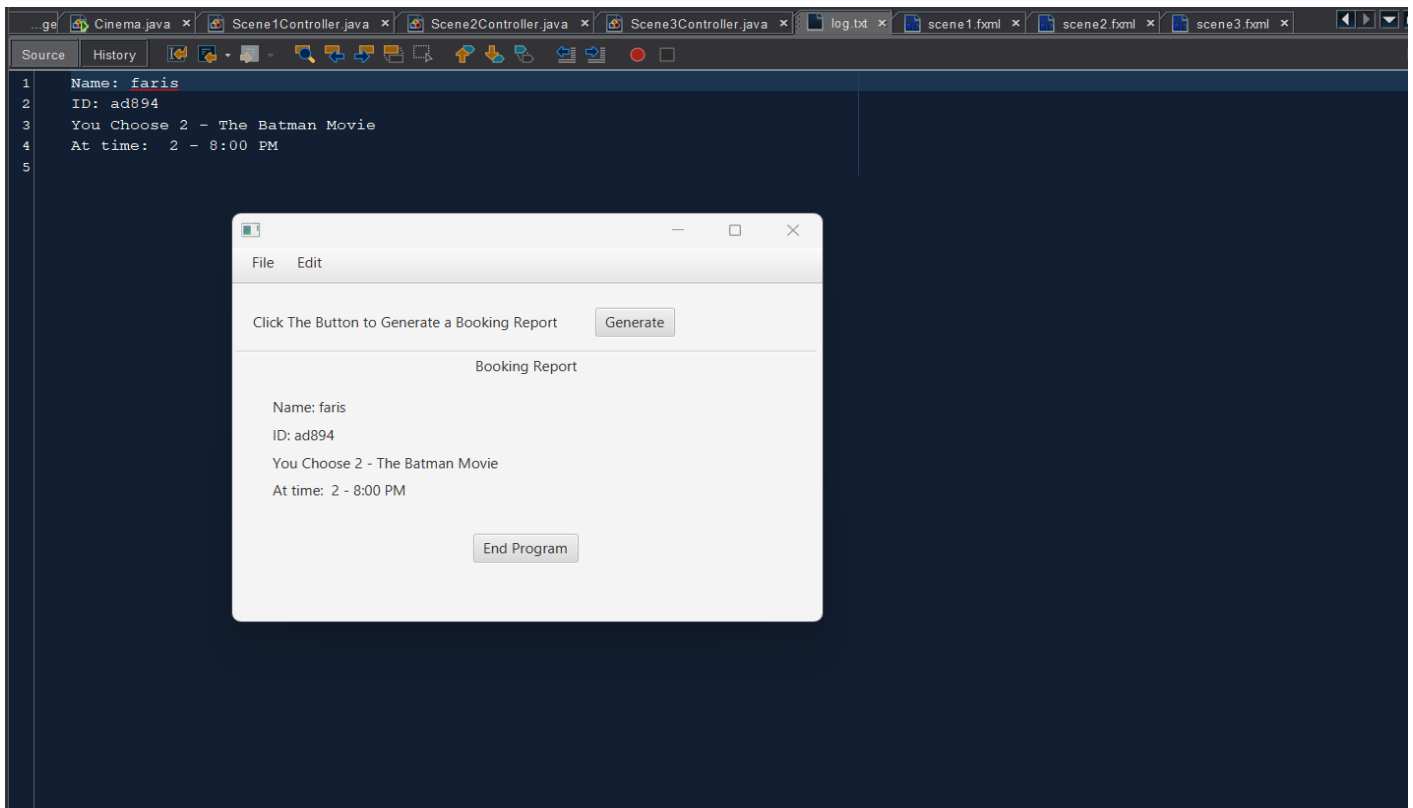 ...ge Cinema.java × Scene1Controller.java × Scene2Controller.java × Scene3Controller.java × log.txt × scene1.fxml × scene2.fxml × scene3.fxml ×
Source History
1 Name: faris
2 ID: ad894
3 You Choose 2 - The Batman Movie
4 At time:  2 - 8:00 PM
5
File Edit
Click The Button to Generate a Booking Report Generate
Booking Report
Name: faris
ID: ad894
You Choose 2 - The Batman Movie
At time:  2 - 8:00 PM
End Program